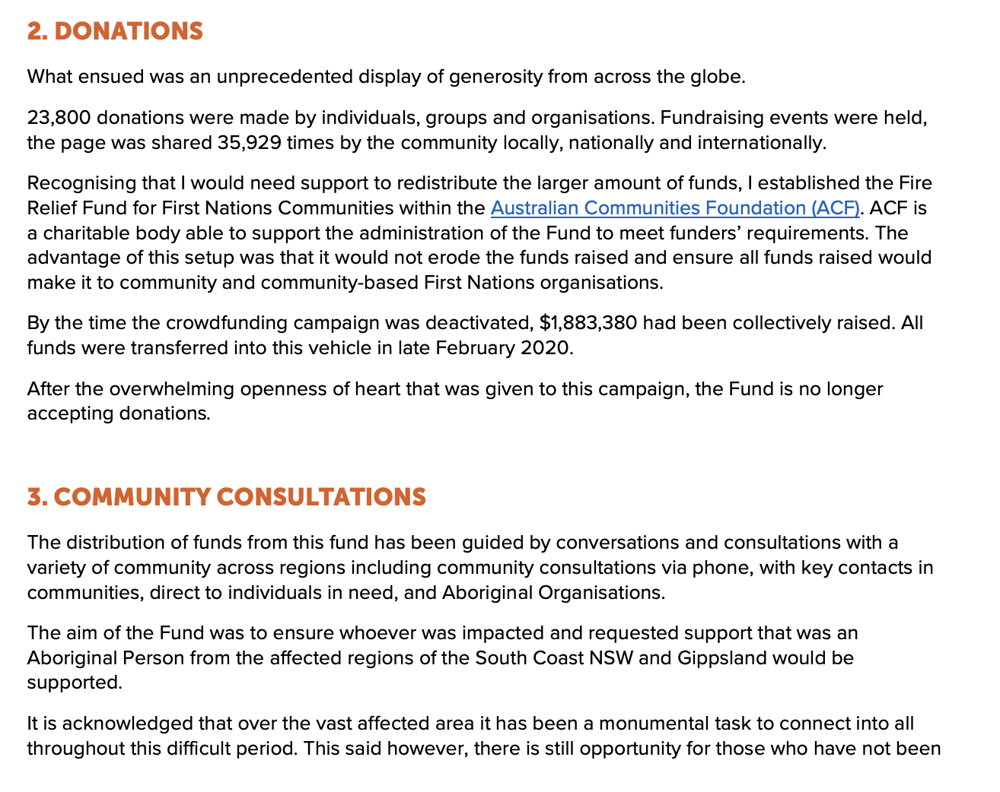 2. DONATIONS
What ensued was an unprecedented display of generosity from across the globe.
23,800 donations were made by individuals, groups and organisations. Fundraising events were held,
the page was shared 35,929 times by the community locally, nationally and internationally.
Recognising that I would need support to redistribute the larger amount of funds, I established the Fire
Relief Fund for First Nations Communities within the Australian Communities Foundation (ACF). ACF is
a charitable body able to support the administration of the Fund to meet funders’ requirements. The
advantage of this setup was that it would not erode the funds raised and ensure all funds raised would
make it to community and community-based First Nations organisations.
By the time the crowdfunding campaign was deactivated, $1,883,380 had been collectively raised. All
funds were transferred into this vehicle in late February 2020.
After the overwhelming openness of heart that was given to this campaign, the Fund is no longer
accepting donations.
3. COMMUNITY CONSULTATIONS
The distribution of funds from this fund has been guided by conversations and consultations with a
variety of community across regions including community consultations via phone, with key contacts in
communities, direct to individuals in need, and Aboriginal Organisations.
The aim of the Fund was to ensure whoever was impacted and requested support that was an
Aboriginal Person from the affected regions of the South Coast NSW and Gippsland would be
supported.
It is acknowledged that over the vast affected area it has been a monumental task to connect into all
throughout this difficult period. This said however, there is still opportunity for those who have not been